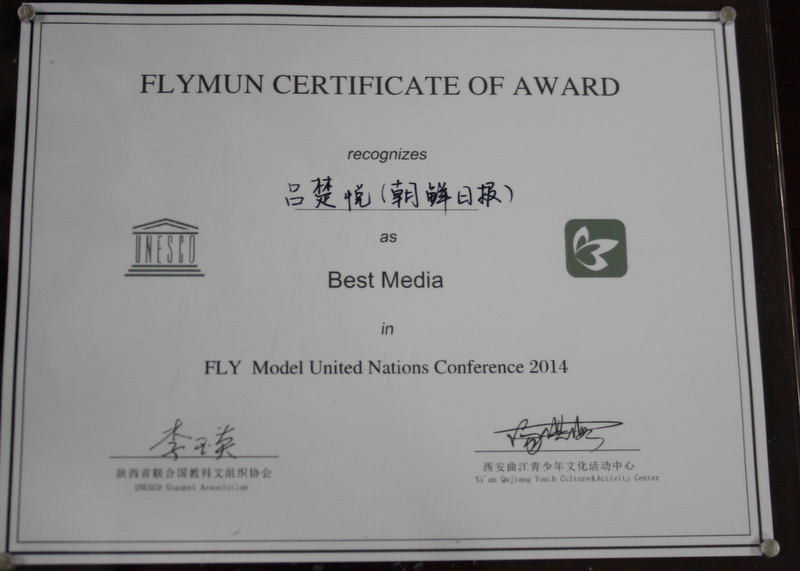 FLYMUN CERTIFICATE OF AWARD
recognizes
吕楚悦（朝鲜日报）
as
UNESCO
Best Media
in
FLY Model United Nations Conference 2014
李玉英
陕西省联合国教科文组织协会
UNESCO Shaanxi Association
西安曲江青少年文化活动中心
Xi'an Qujiang Youth Culture&Activity Center